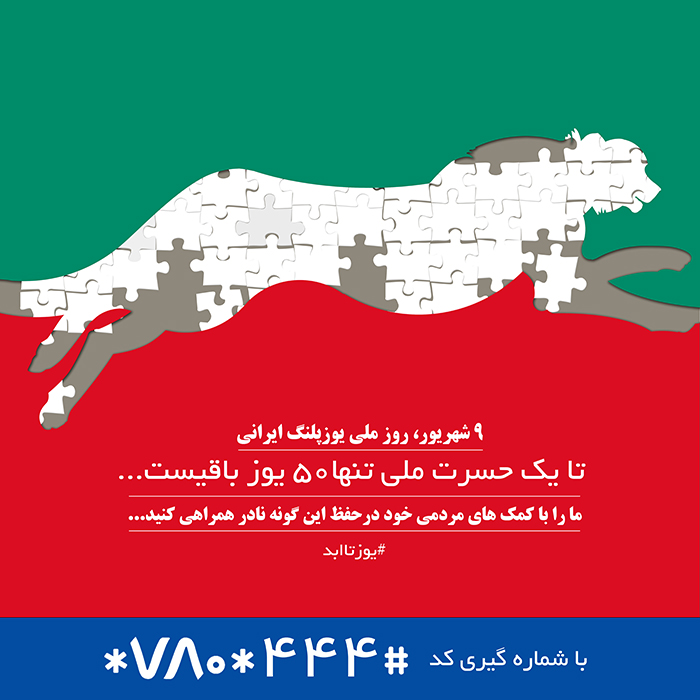 ۹ شهریور، روز ملی یوزپلنگ ایرانی
تا یک حسرت ملی تنها ۵۰ یوز باقیست...
ما را با کمک های مردمی خود درحفظ این گونه نادر همراهی کنید...
#یوزتاابد
با شماره گیری کد *۷۸۰*۴۴۴#